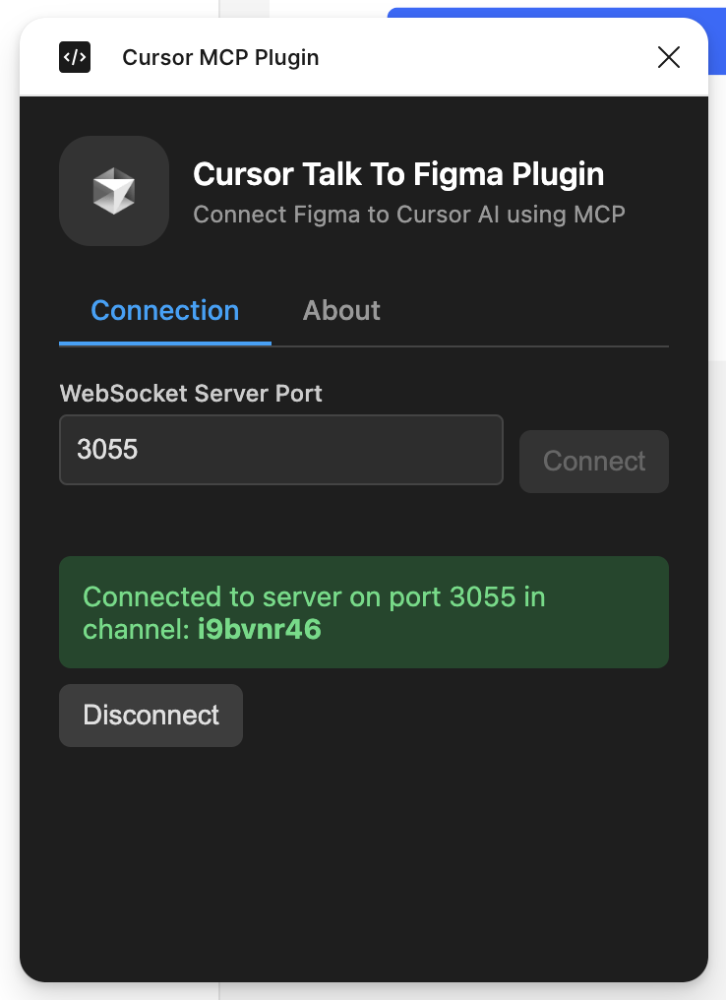 </> Cursor MCP Plugin
Cursor Talk To Figma Plugin
Connect Figma to Cursor AI using MCP
Connection About
WebSocket Server Port
3055
Connect
Connected to server on port 3055 in
channel: i9bvnr46
Disconnect